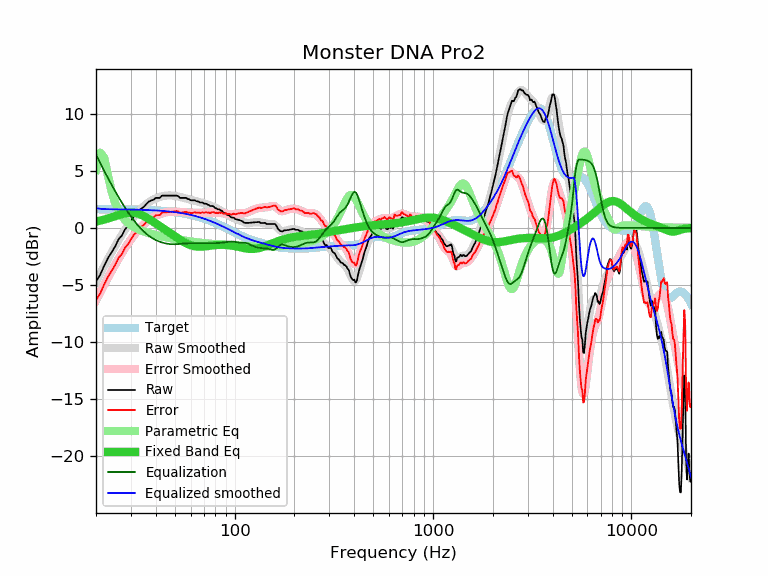 Monster DNA Pro2
Amplitude (dBr)
10
5
0
−5
−10
−15
−20
Target
Raw Smoothed
Error Smoothed
Raw
Error
Parametric Eq
Fixed Band Eq
Equalization
Equalized smoothed
100 1000 10000
Frequency (Hz)